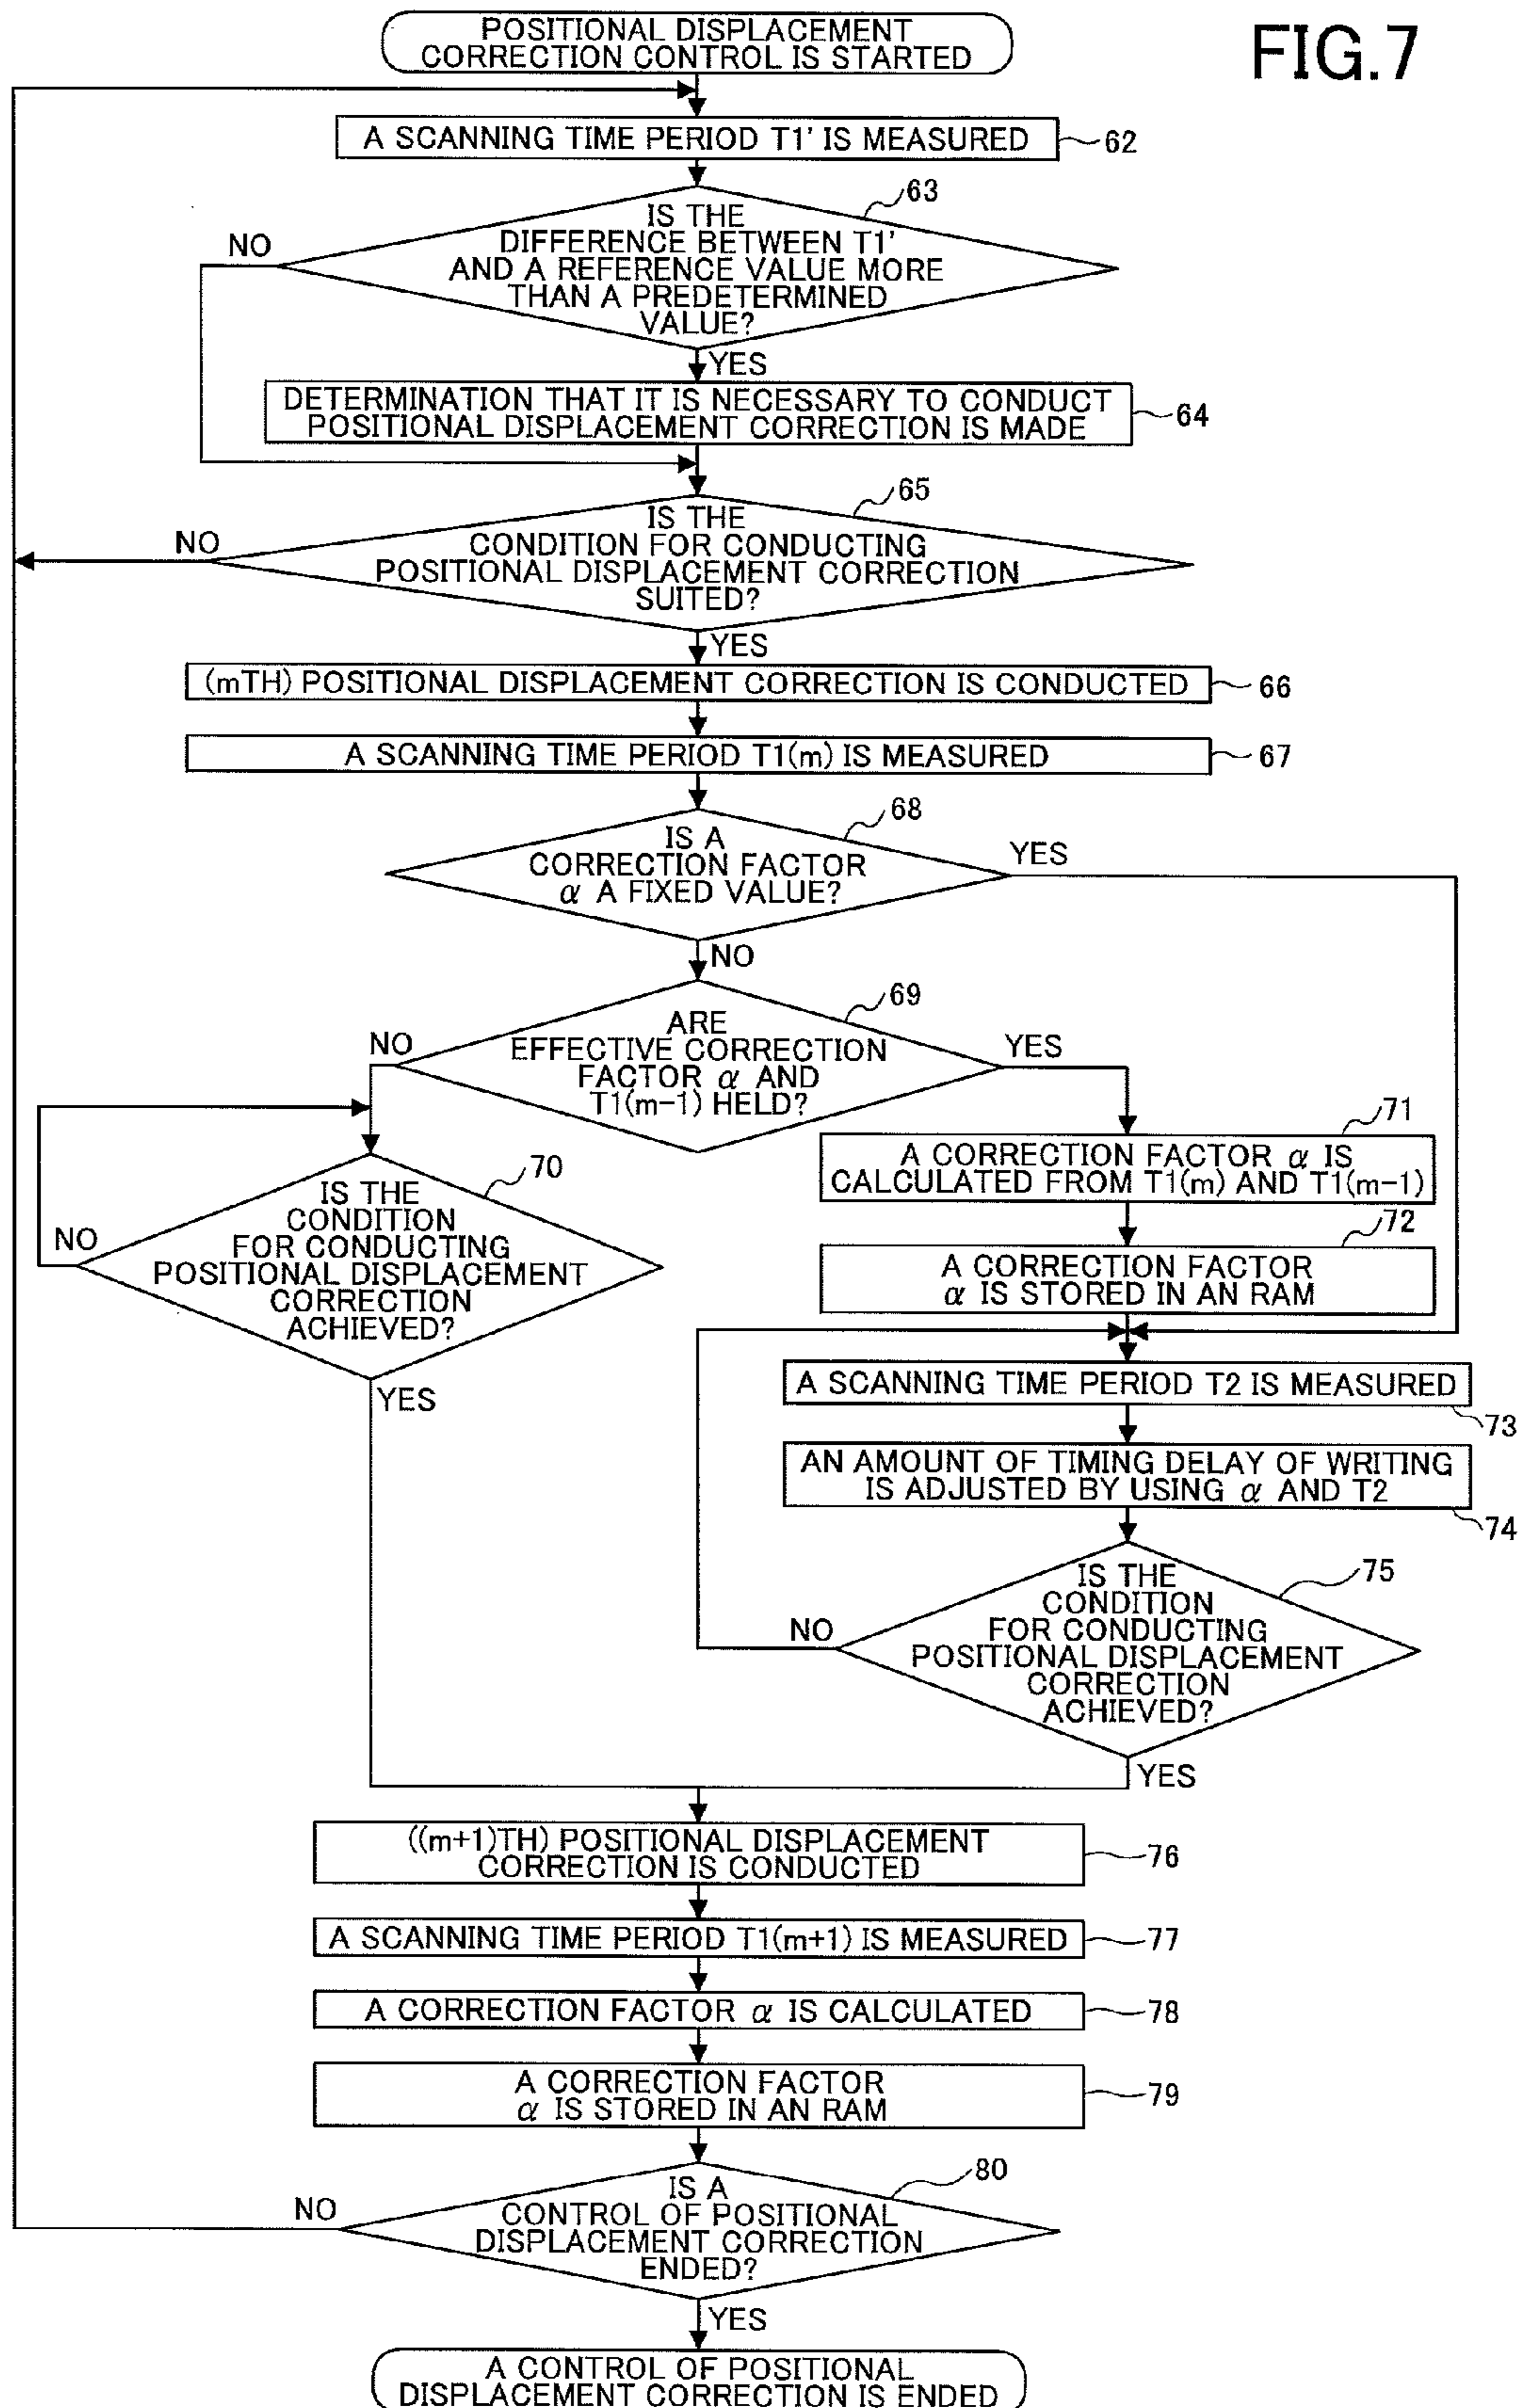 FIG.7
POSITIONAL DISPLACEMENT
CORRECTION CONTROL IS STARTED
A SCANNING TIME PERIOD T1' IS MEASURED
62
63
IS THE
DIFFERENCE BETWEEN T1'
AND A REFERENCE VALUE MORE
THAN A PREDETERMINED
VALUE?
NO
YES
DETERMINATION THAT IT IS NECESSARY TO CONDUCT
POSITIONAL DISPLACEMENT CORRECTION IS MADE
64
65
IS THE
CONDITION FOR CONDUCTING
POSITIONAL DISPLACEMENT CORRECTION
SUITED?
NO
YES
(mTH) POSITIONAL DISPLACEMENT CORRECTION IS CONDUCTED
66
A SCANNING TIME PERIOD T1(m) IS MEASURED
67
68
IS A
CORRECTION FACTOR
α A FIXED VALUE?
YES
NO
69
ARE
EFFECTIVE CORRECTION
FACTOR α AND
T1(m-1) HELD?
NO
YES
70
IS THE
CONDITION
FOR CONDUCTING
POSITIONAL DISPLACEMENT
CORRECTION
ACHIEVED?
NO
YES
71
A CORRECTION FACTOR α IS
CALCULATED FROM T1(m) AND T1(m-1)
72
A CORRECTION FACTOR
α IS STORED IN AN RAM
A SCANNING TIME PERIOD T2 IS MEASURED
73
AN AMOUNT OF TIMING DELAY OF WRITING
IS ADJUSTED BY USING α AND T2
74
75
IS THE
CONDITION
FOR CONDUCTING
POSITIONAL DISPLACEMENT
CORRECTION
ACHIEVED?
NO
YES
((m+1)TH) POSITIONAL DISPLACEMENT
CORRECTION IS CONDUCTED
76
A SCANNING TIME PERIOD T1(m+1) IS MEASURED
77
A CORRECTION FACTOR α IS CALCULATED
78
A CORRECTION FACTOR
α IS STORED IN AN RAM
79
80
IS A
CONTROL OF POSITIONAL
DISPLACEMENT CORRECTION
ENDED?
NO
YES
A CONTROL OF POSITIONAL
DISPLACEMENT CORRECTION IS ENDED